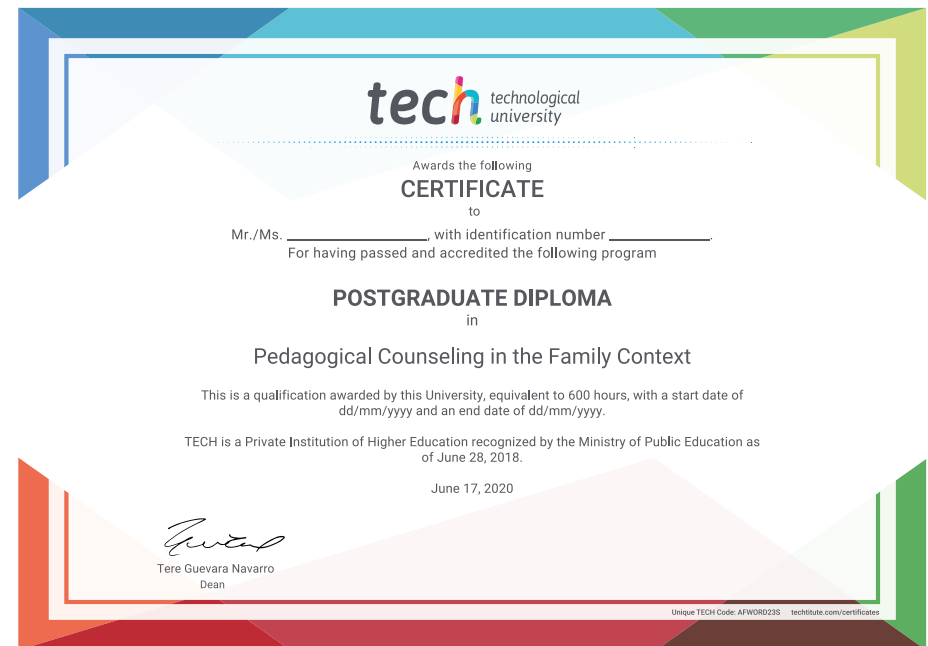 tech technological
university
Awards the following
CERTIFICATE
to
Mr./Ms. ____________________, with identification number ______________.
For having passed and accredited the following program
POSTGRADUATE DIPLOMA
in
Pedagogical Counseling in the Family Context
This is a qualification awarded by this University, equivalent to 600 hours, with a start date of
dd/mm/yyyy and an end date of dd/mm/yyyy.
TECH is a Private Institution of Higher Education recognized by the Ministry of Public Education as
of June 28, 2018.
June 17, 2020
Tere Guevara Navarro
Dean
Unique TECH Code: AFWORD23S techtitute.com/certificates